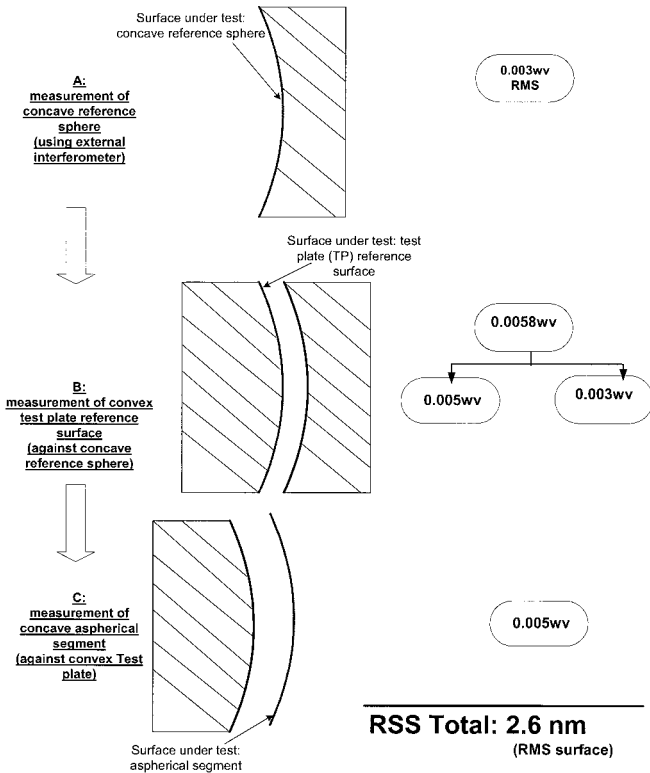 Surface under test:
concave reference sphere
A:
measurement of
concave reference
sphere
(using external
interferometer)
0.003wv
RMS
Surface under test: test
plate (TP) reference
surface
B:
measurement of convex
test plate reference
surface
(against concave
reference sphere)
0.0058wv
0.005wv
0.003wv
C:
measurement of
concave aspherical
segment
(against convex Test
plate)
0.005wv
Surface under test:
aspherical segment
RSS Total: 2.6 nm
(RMS surface)